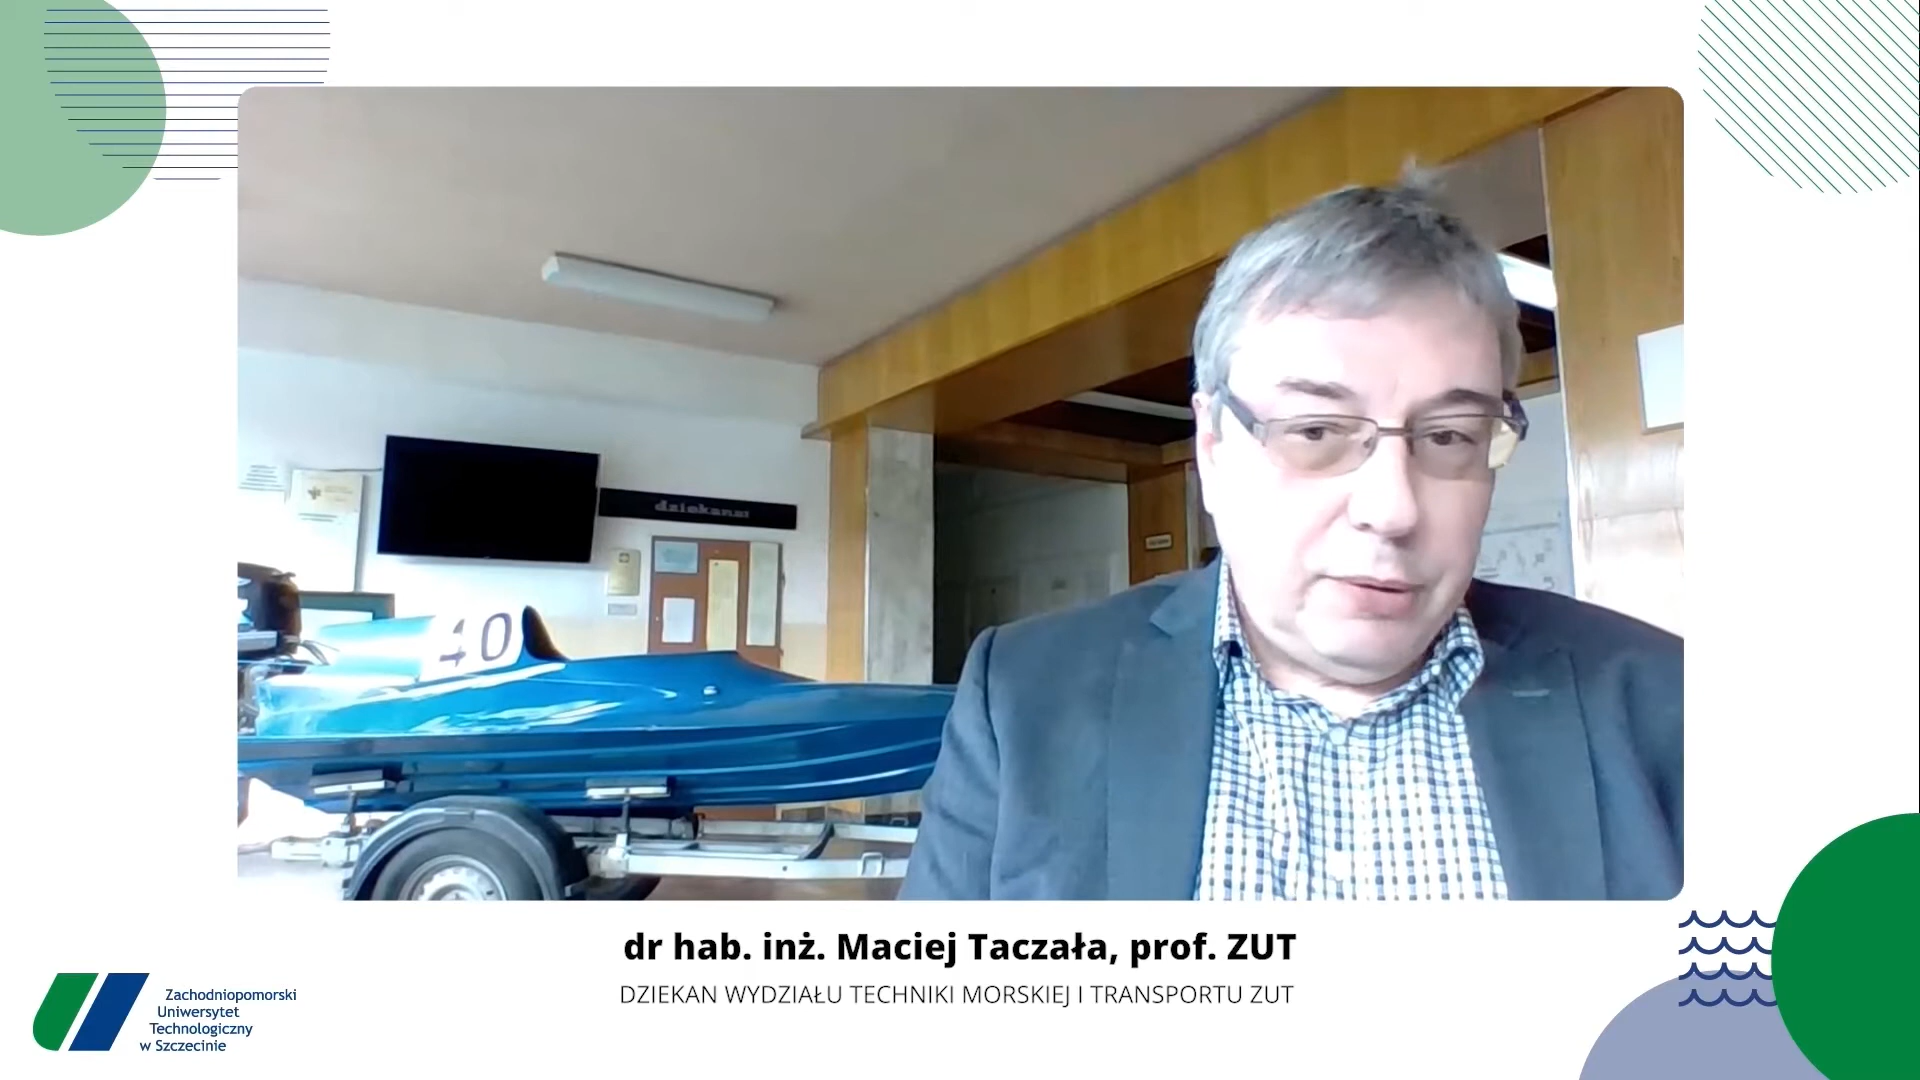 dziekanat
40
dr hab. inż. Maciej Taczała, prof. ZUT
DZIEKAN WYDZIAŁU TECHNIKI MORSKIEJ I TRANSPORTU ZUT
Zachodniopomorski
Uniwersytet
Technologiczny
w Szczecinie